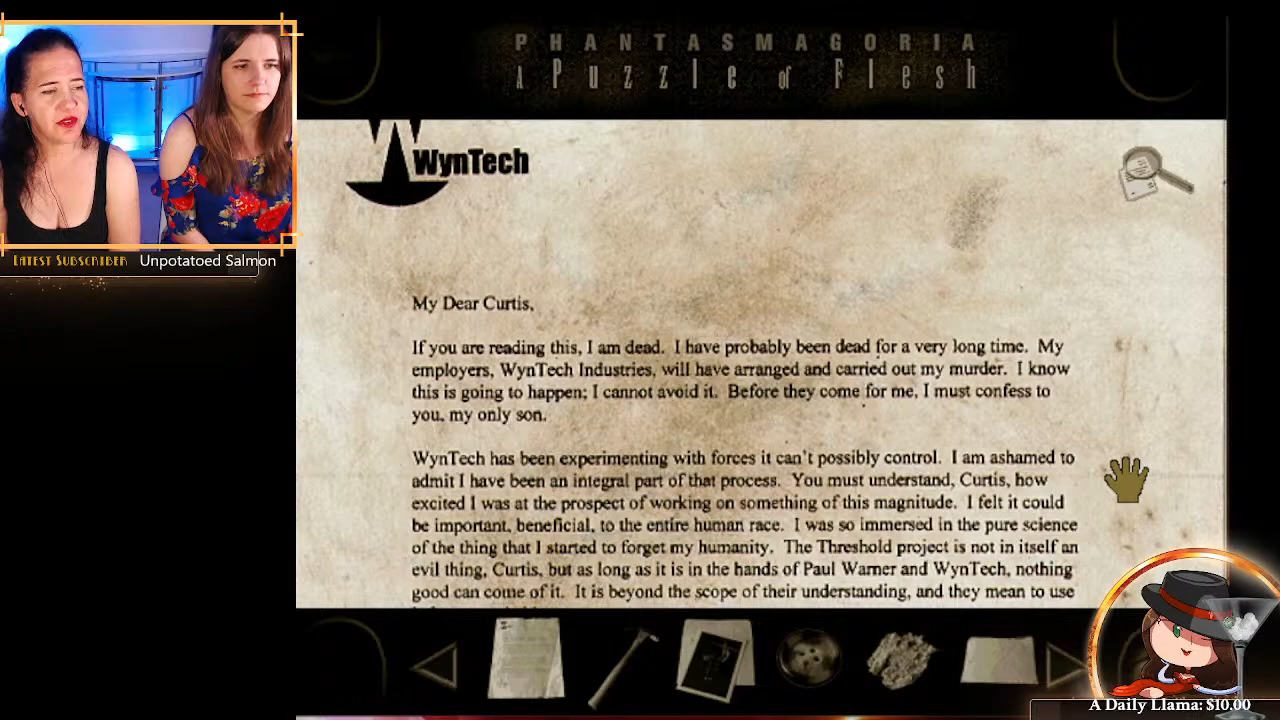 PHANTASMAGORIA
A Puzzle of Flesh
WynTech
LATEST SUBSCRIBER Unpotatoed Salmon
My Dear Curtis,
If you are reading this, I am dead. I have probably been dead for a very long time. My
employers, WynTech Industries, will have arranged and carried out my murder. I know
this is going to happen; I cannot avoid it. Before they come for me, I must confess to
you, my only son.
WynTech has been experimenting with forces it can't possibly control. I am ashamed to
admit I have been an integral part of that process. You must understand, Curtis, how
excited I was at the prospect of working on something of this magnitude. I felt it could
be important, beneficial, to the entire human race. I was so immersed in the pure science
of the thing that I started to forget my humanity. The Threshold project is not in itself an
evil thing, Curtis, but as long as it is in the hands of Paul Warner and WynTech, nothing
good can come of it. It is beyond the scope of their understanding, and they mean to use
A Daily Llama: $10.00